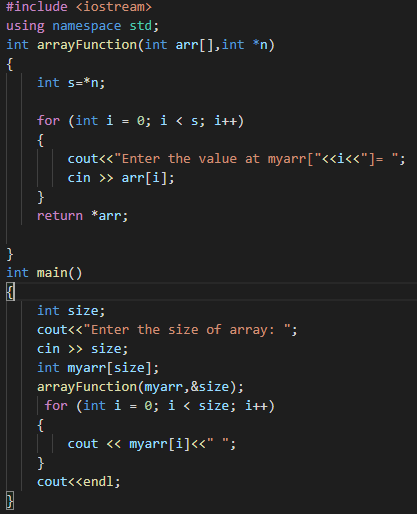 #include <iostream>
using namespace std;
int arrayFunction(int arr[],int *n)
{
    int s=*n;

    for (int i = 0; i < s; i++)
    {
        cout<<"Enter the value at myarr["<<i<<"]= ";
        cin >> arr[i];
    }
    return *arr;

}
int main()
{
    int size;
    cout<<"Enter the size of array: ";
    cin >> size;
    int myarr[size];
    arrayFunction(myarr,&size);
     for (int i = 0; i < size; i++)
    {
        cout << myarr[i]<<" ";
    }
    cout<<endl;
}